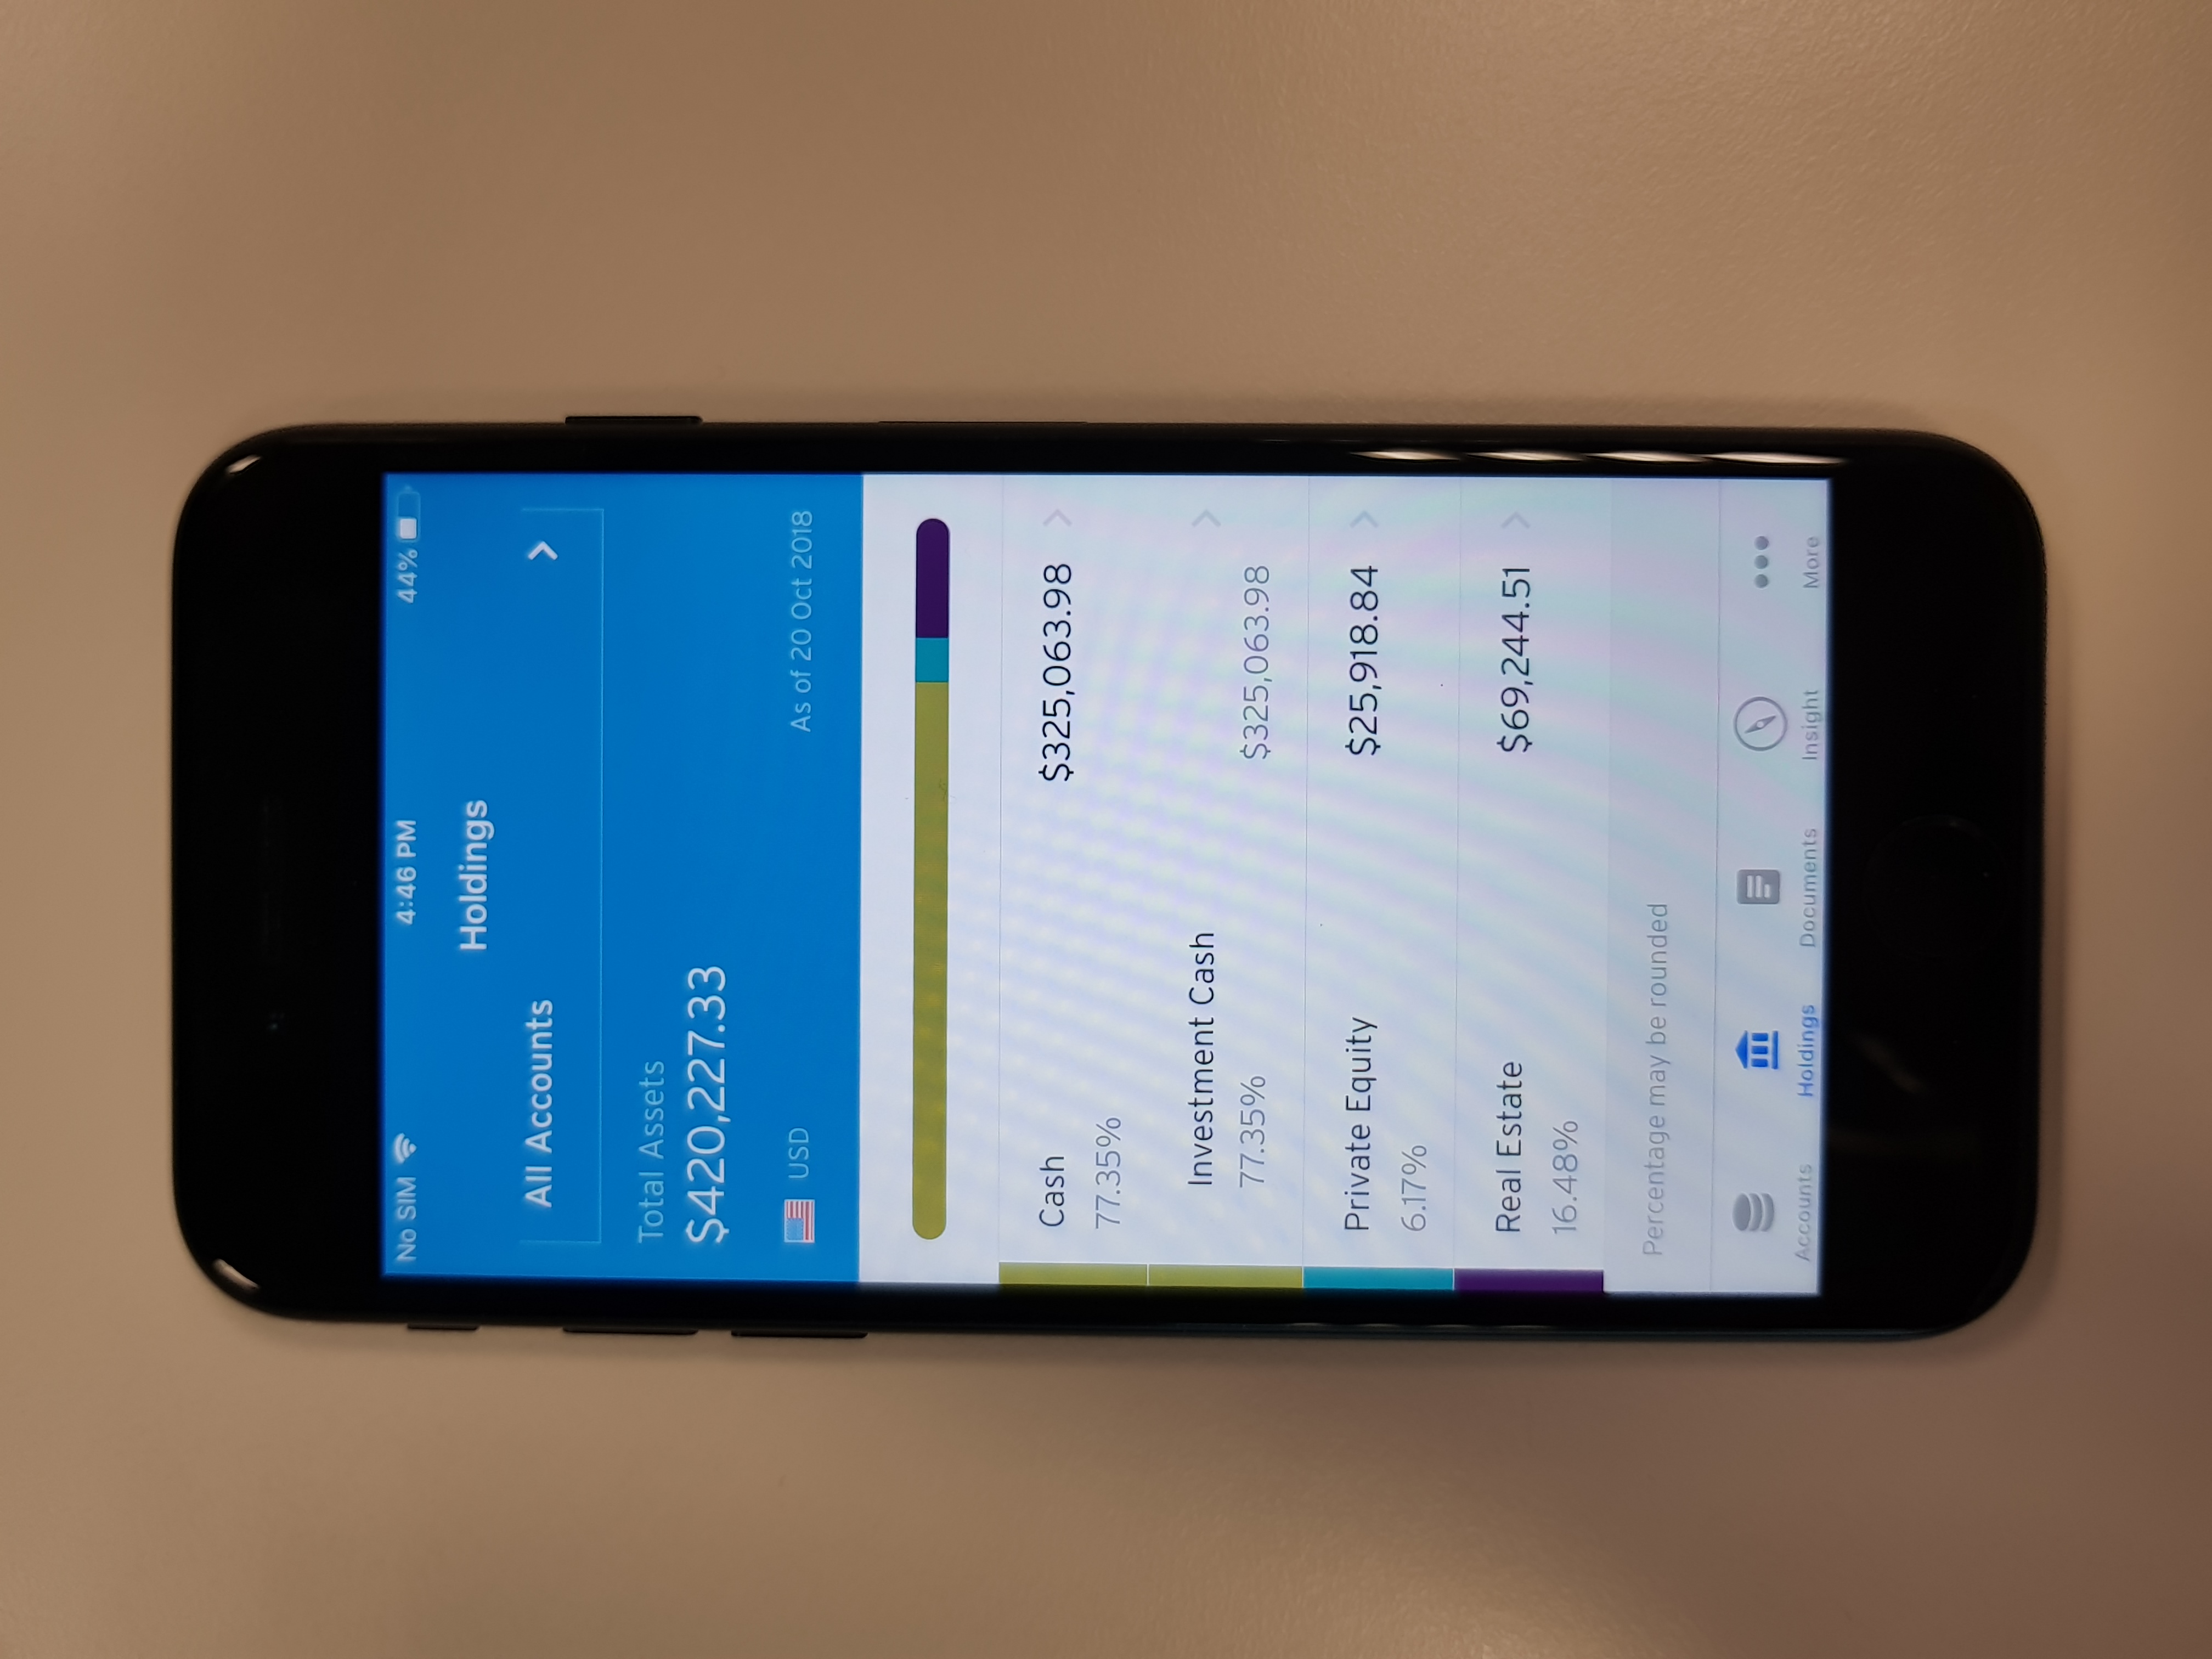 No SIM 4:46 PM 44%
Holdings
All Accounts
Total Assets
$420,227.33
USD As of 20 Oct 2018
Cash $325,063.98
77.35%
Investment Cash
77.35% $325,063.98
Private Equity $25,918.84
6.17%
Real Estate $69,244.51
16.48%
Percentage may be rounded
Accounts Holdings Documents Insight More